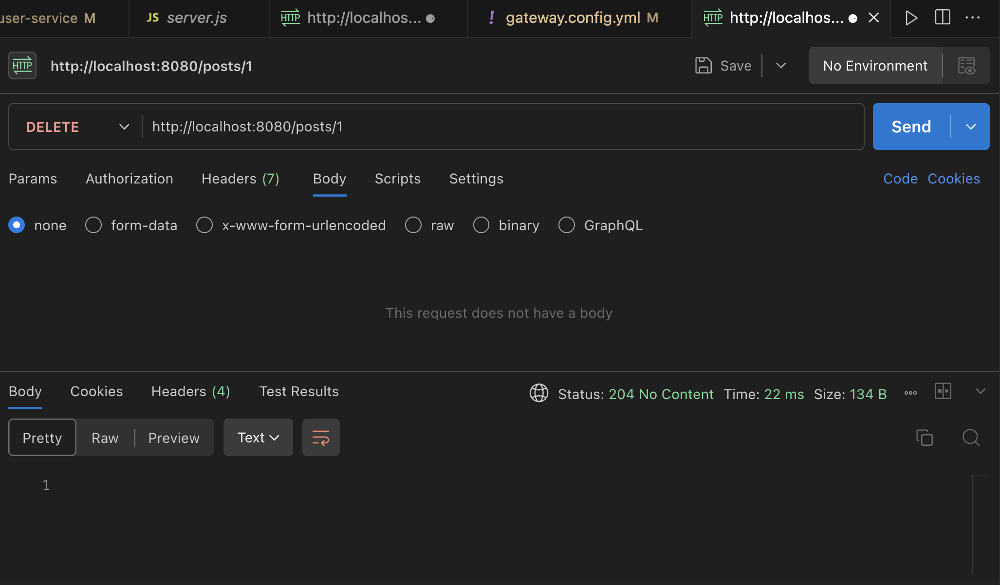 user-service M
JS server.js
HTTP http://localhos...
! gateway.config.yml M
HTTP http://localhos...
HTTP http://localhost:8080/posts/1
Save
No Environment
DELETE http://localhost:8080/posts/1
Send
Params Authorization Headers (7) Body Scripts Settings
Code Cookies
none form-data x-www-form-urlencoded raw binary GraphQL
This request does not have a body
Body Cookies Headers (4) Test Results
Status: 204 No Content Time: 22 ms Size: 134 B
Pretty Raw Preview Text
1